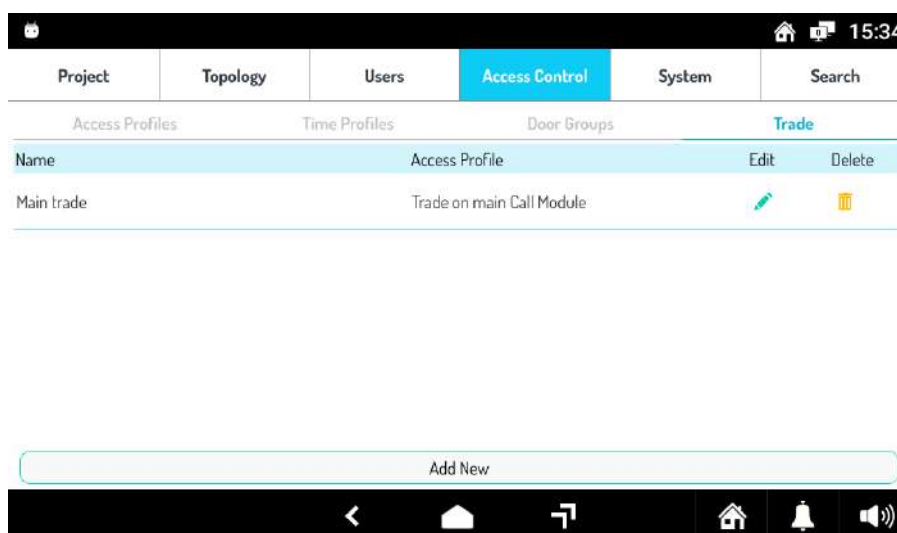 15:34
Project Topology Users Access Control System Search
Access Profiles Time Profiles Door Groups Trade
Name Access Profile Edit Delete
Main trade Trade on main Call Module
Add New